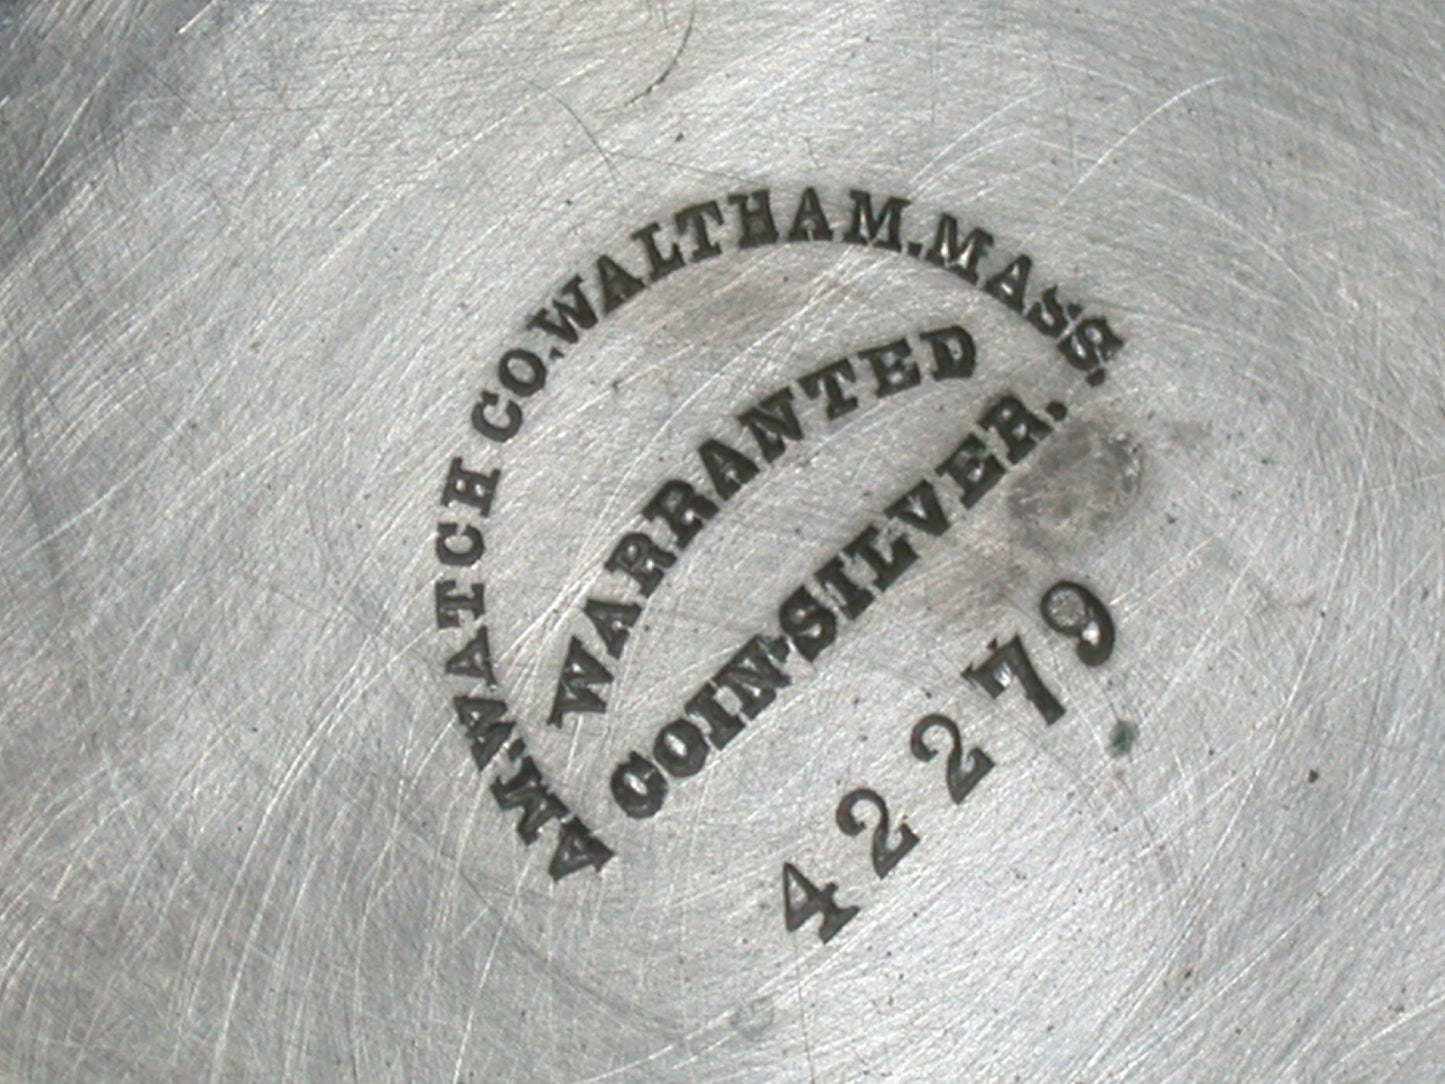 AM.WATCH CO.WALTHAM.MASS.
WARRANTED
COIN-SILVER.
42279